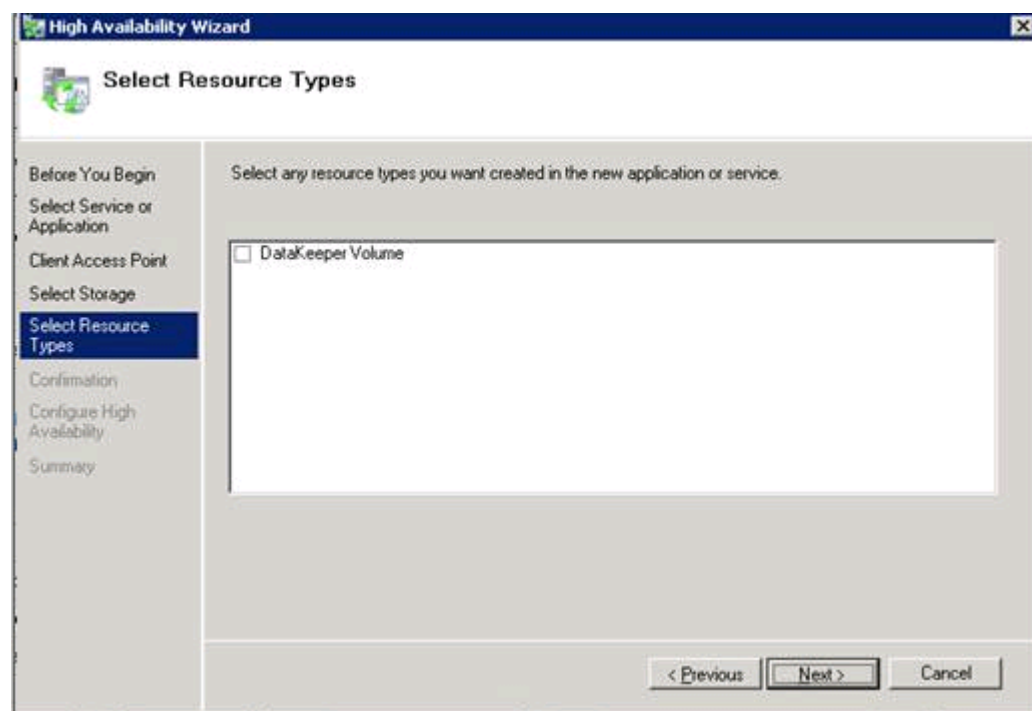 High Availability Wizard
Select Resource Types
Before You Begin
Select Service or
Application
Client Access Point
Select Storage
Select Resource
Types
Confirmation
Configure High
Availability
Summary
Select any resource types you want created in the new application or service.
DataKeeper Volume
< Previous
Next >
Cancel